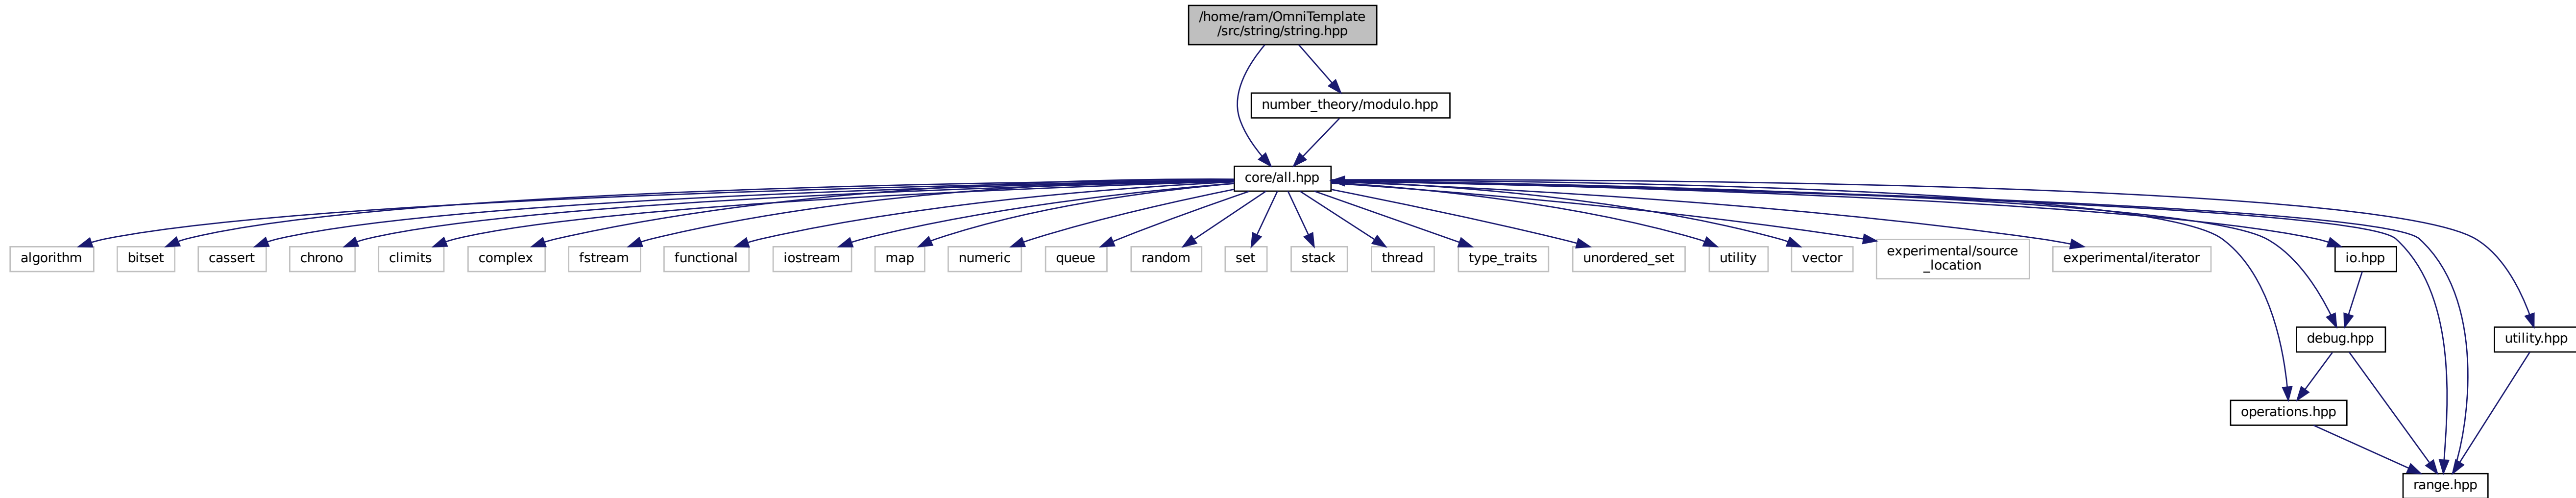 /home/ram/OmniTemplate
/src/string/string.hpp
number_theory/modulo.hpp
core/all.hpp
algorithm
bitset
cassert
chrono
climits
complex
fstream
functional
iostream
map
numeric
queue
random
set
stack
thread
type_traits
unordered_set
utility
vector
experimental/source
_location
experimental/iterator
io.hpp
debug.hpp
utility.hpp
operations.hpp
range.hpp